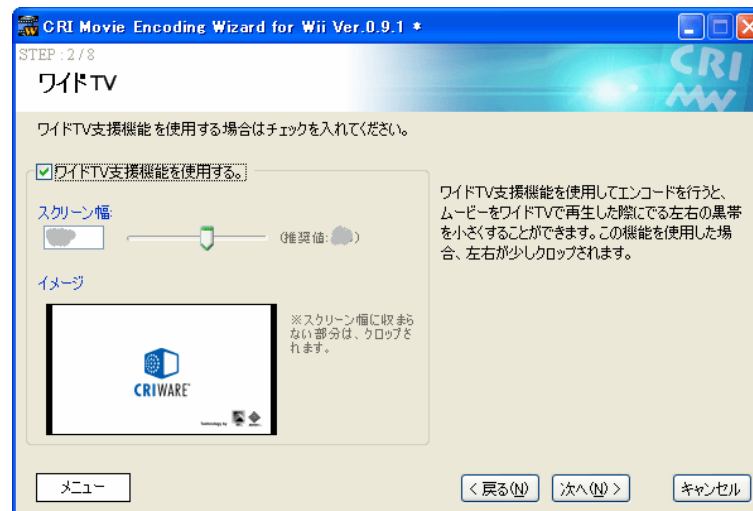 CRI Movie Encoding Wizard for Wii Ver.0.9.1 *
STEP : 2 / 8
ワイドTV
CRI
MW
ワイドTV支援機能を使用する場合はチェックを入れてください。
ワイドTV支援機能を使用する。
スクリーン幅:
(推奨値: )
イメージ
※スクリーン幅に収まら
ない部分は、クロップさ
れます。
CRIWARE
ワイドTV支援機能を使用してエンコードを行うと、
ムービーをワイドTVで再生した際にでる左右の黒帯
を小さくすることができます。この機能を使用した場
合、左右が少しクロップされます。
メニュー
< 戻る(N)
次へ(N) >
キャンセル